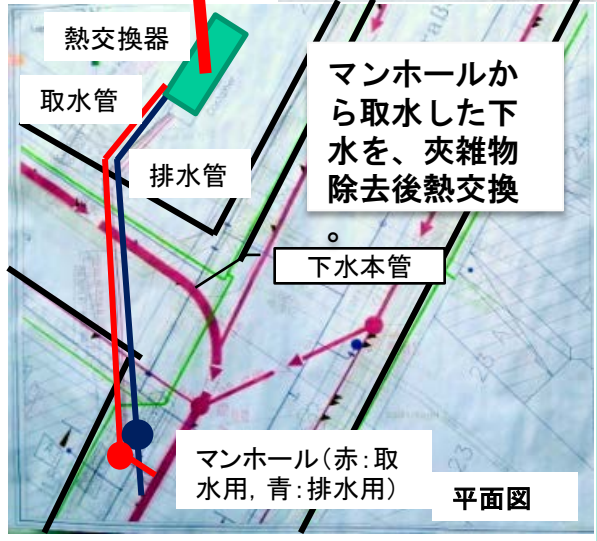 熱交換器
取水管
排水管
マンホールか
ら取水した下
水を、夾雑物
除去後熱交換
。
下水本管
マンホール（赤：取
水用，青：排水用）
平面図